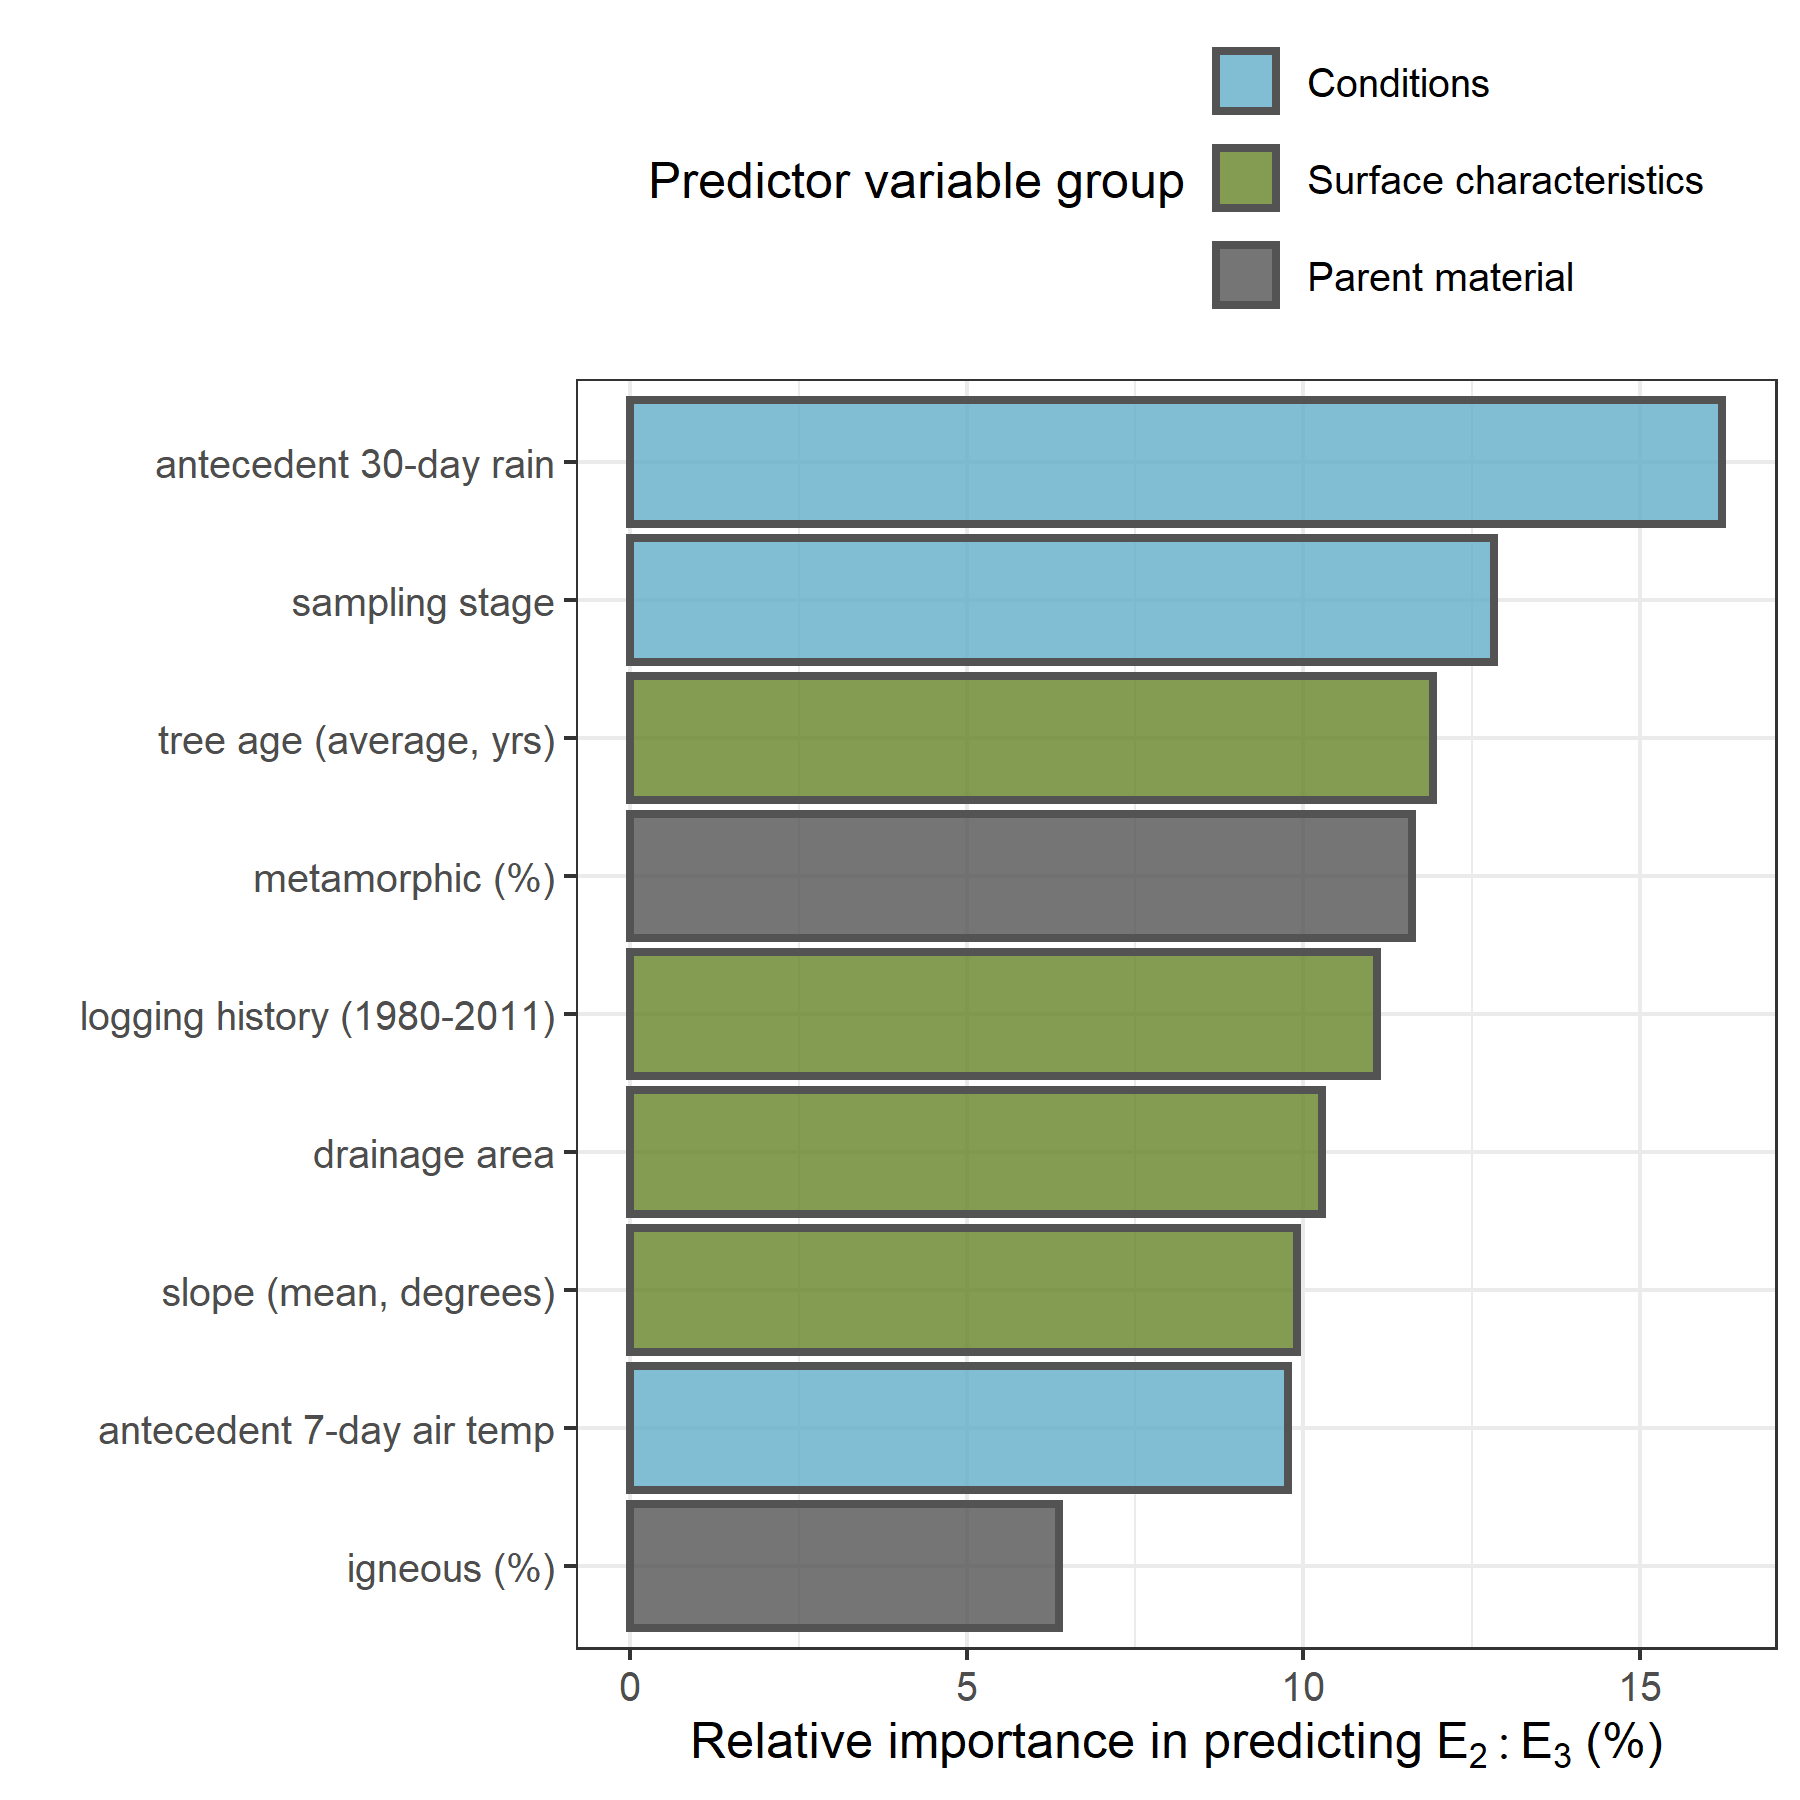 Conditions
Predictor variable group
Surface characteristics
Parent material
antecedent 30-day rain
sampling stage
tree age (average, yrs)
metamorphic (%)
logging history (1980-2011)
drainage area
slope (mean, degrees)
antecedent 7-day air temp
igneous (%)
0 5 10 15
Relative importance in predicting E₂ : E₃ (%)